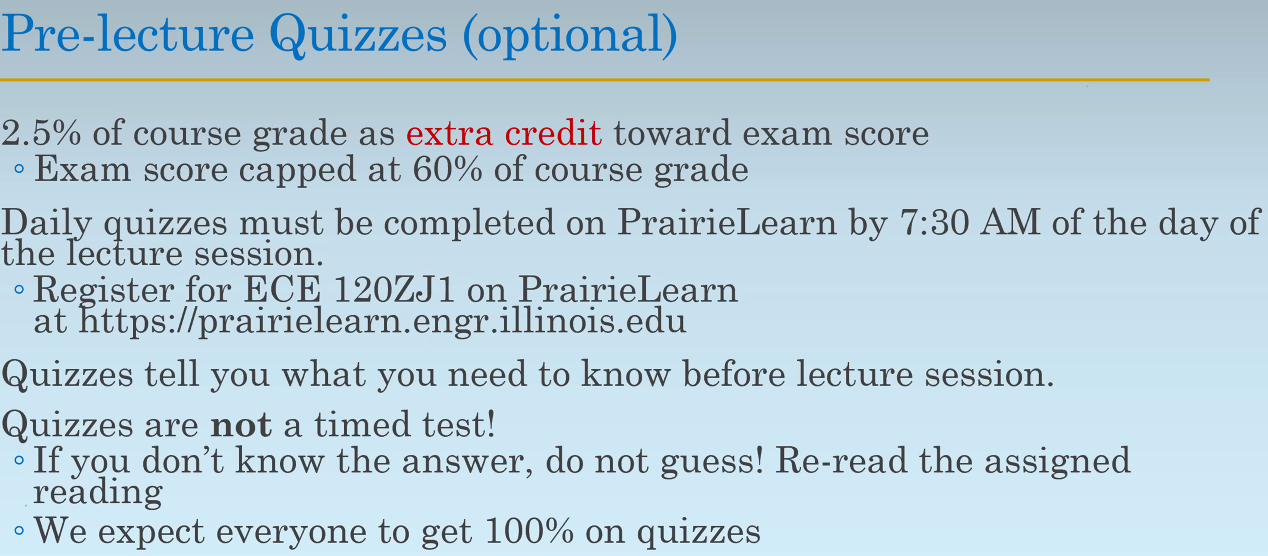 Pre-lecture Quizzes (optional)
2.5% of course grade as extra credit toward exam score
◦ Exam score capped at 60% of course grade
Daily quizzes must be completed on PrairieLearn by 7:30 AM of the day of
the lecture session.
◦ Register for ECE 120ZJ1 on PrairieLearn
at https://prairielearn.engr.illinois.edu
Quizzes tell you what you need to know before lecture session.
Quizzes are not a timed test!
◦ If you don’t know the answer, do not guess! Re-read the assigned
reading
◦ We expect everyone to get 100% on quizzes